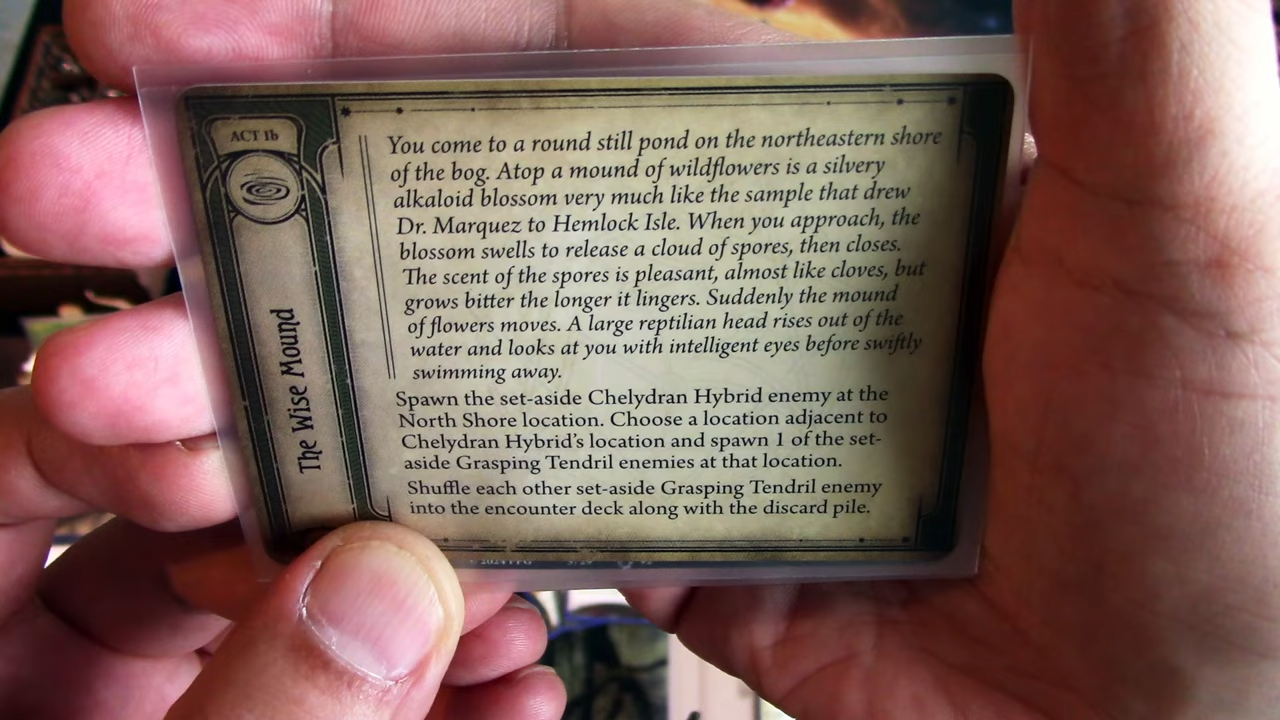 ACT 1b
The Wise Mound
You come to a round still pond on the northeastern shore
of the bog. Atop a mound of wildflowers is a silvery
alkaloid blossom very much like the sample that drew
Dr. Marquez to Hemlock Isle. When you approach, the
blossom swells to release a cloud of spores, then closes.
The scent of the spores is pleasant, almost like cloves, but
grows bitter the longer it lingers. Suddenly the mound
of flowers moves. A large reptilian head rises out of the
water and looks at you with intelligent eyes before swiftly
swimming away.
Spawn the set-aside Chelydran Hybrid enemy at the
North Shore location. Choose a location adjacent to
Chelydran Hybrid's location and spawn 1 of the set-
aside Grasping Tendril enemies at that location.
Shuffle each other set-aside Grasping Tendril enemy
into the encounter deck along with the discard pile.